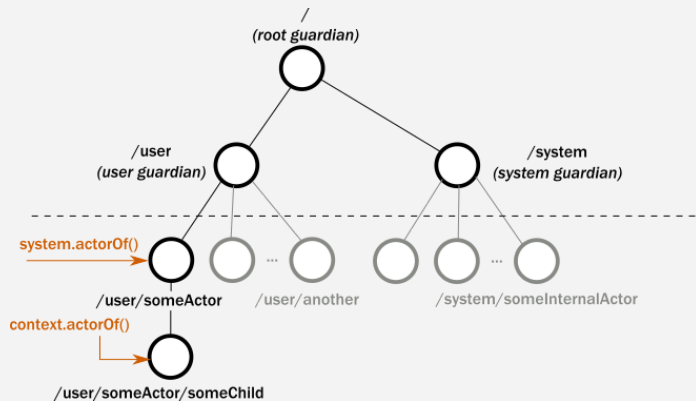 /
(root guardian)
/user
(user guardian)
/system
(system guardian)
system.actorOf()
...
...
/user/someActor
/user/another
/system/someInternalActor
context.actorOf()
/user/someActor/someChild